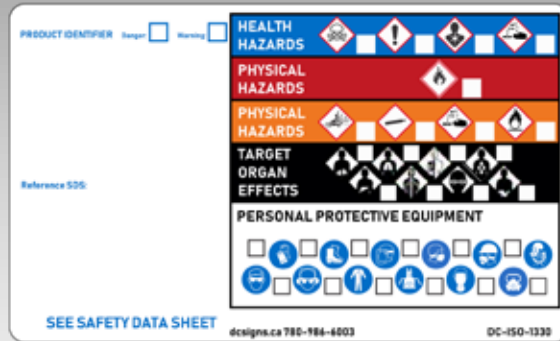 PRODUCT IDENTIFIER Danger Warning
Reference SDS:
SEE SAFETY DATA SHEET
HEALTH
HAZARDS
PHYSICAL
HAZARDS
PHYSICAL
HAZARDS
TARGET
ORGAN
EFFECTS
PERSONAL PROTECTIVE EQUIPMENT
dcsigns.ca 780-986-6003
DC-ISO-1330